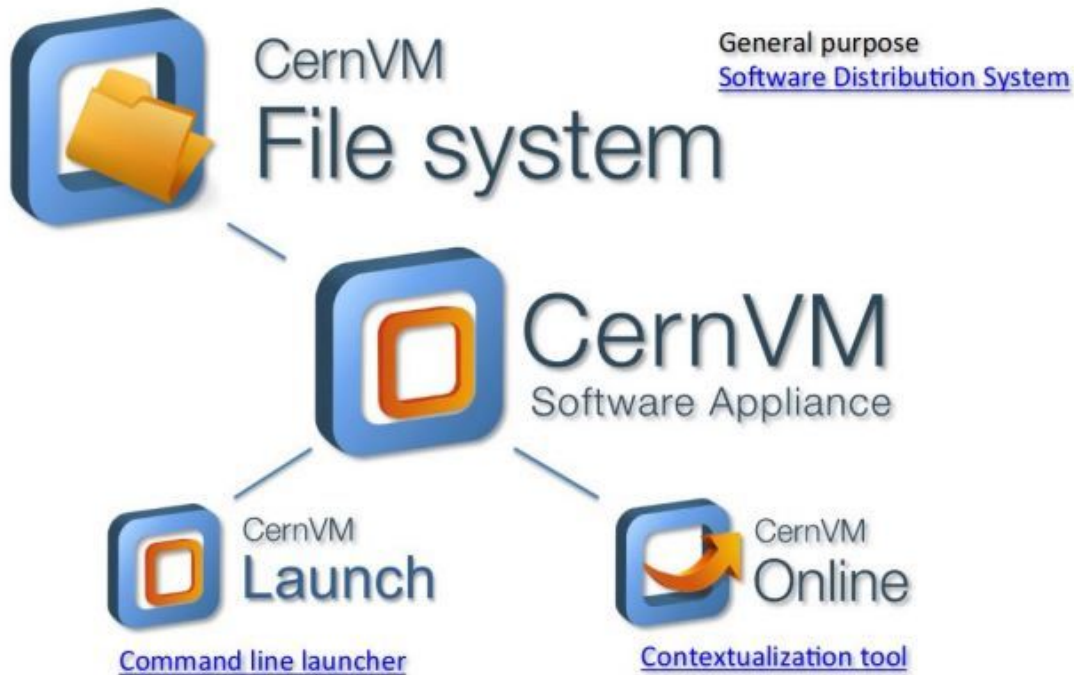 CernVM
File system
General purpose
Software Distribution System
CernVM
Software Appliance
CernVM
Launch
Command line launcher
CernVM
Online
Contextualization tool